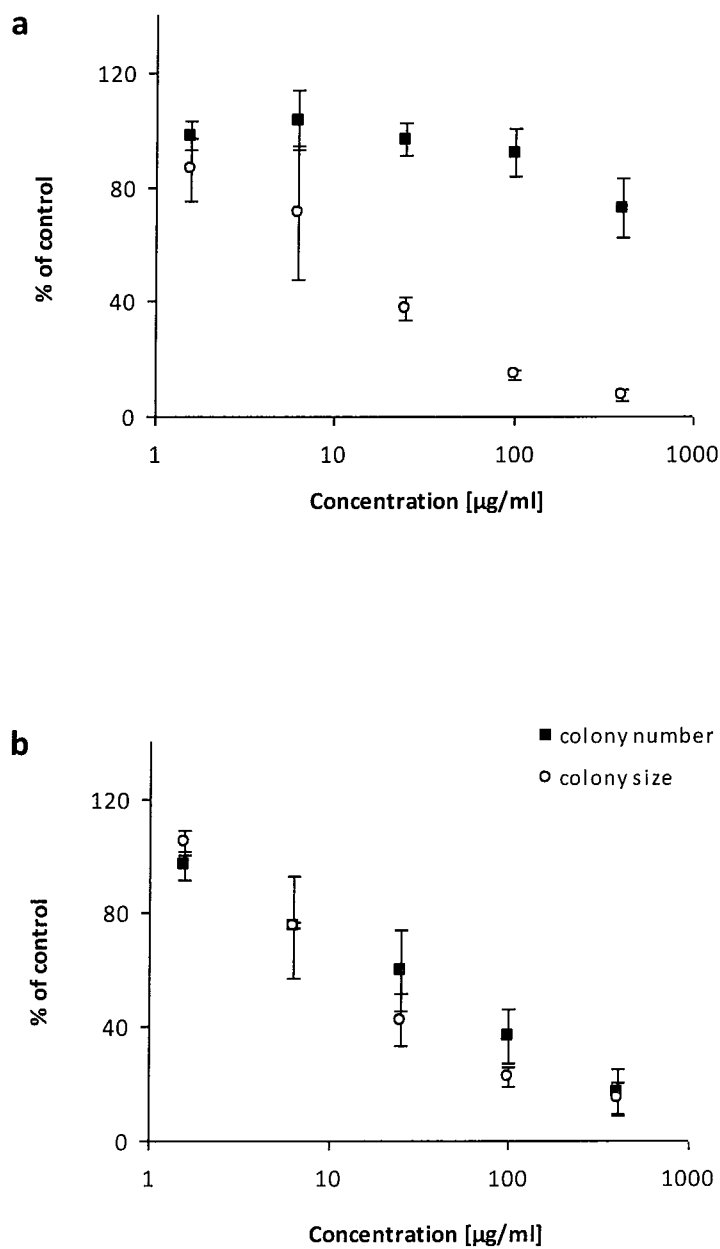 a
120
80
40
0
% of control
1 10 100 1000
Concentration [µg/ml]
b
■ colony number
○ colony size
120
80
40
0
% of control
1 10 100 1000
Concentration [µg/ml]